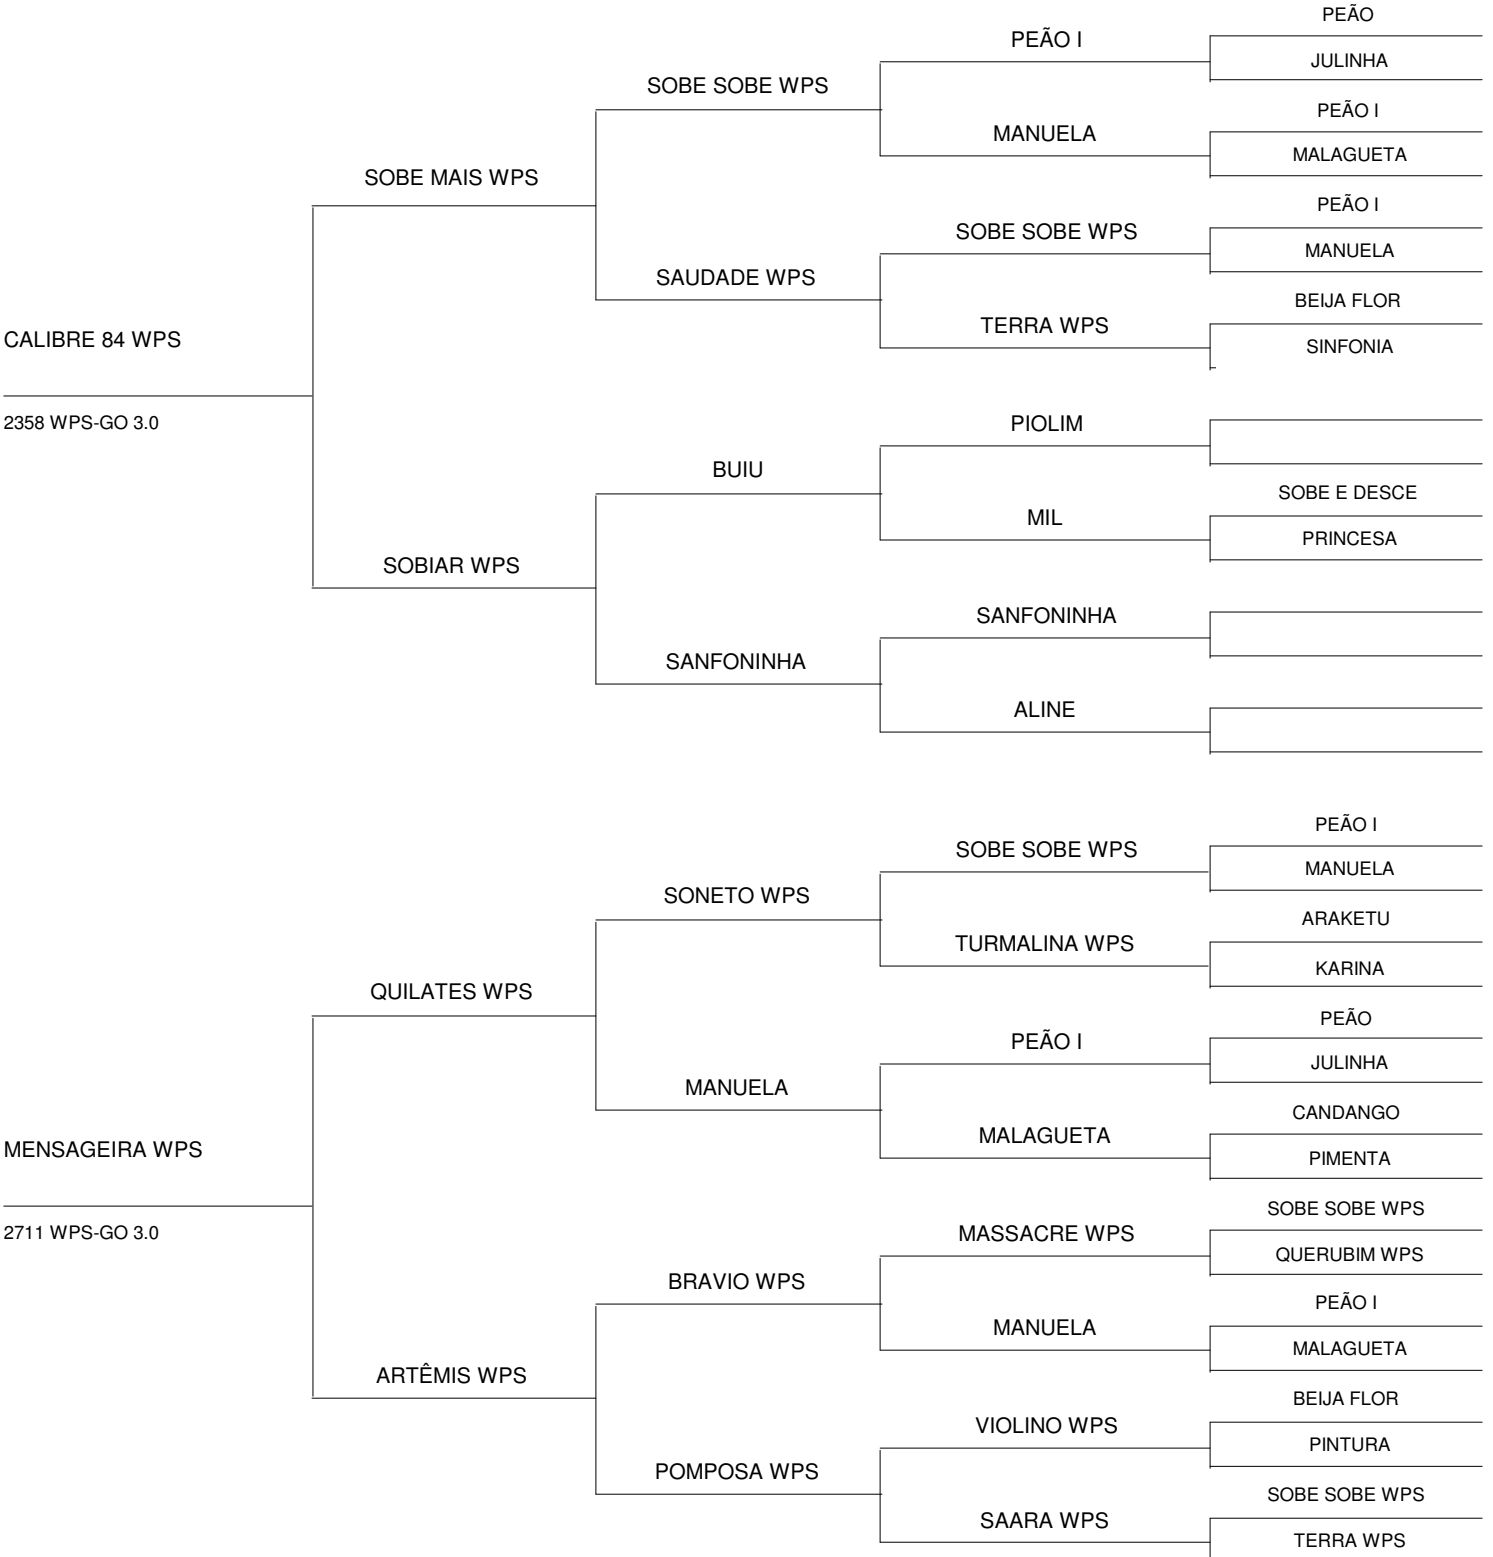 PEÃO
PEÃO I
JULINHA
SOBE SOBE WPS
PEÃO I
MANUELA
MALAGUETA
SOBE MAIS WPS
PEÃO I
SOBE SOBE WPS
MANUELA
SAUDADE WPS
BEIJA FLOR
TERRA WPS
CALIBRE 84 WPS
SINFONIA
2358 WPS-GO 3.0
PIOLIM
BUIU
SOBE E DESCE
MIL
PRINCESA
SOBIAR WPS
SANFONINHA
SANFONINHA
ALINE
PEÃO I
SOBE SOBE WPS
MANUELA
SONETO WPS
ARAKETU
TURMALINA WPS
KARINA
QUILATES WPS
PEÃO
PEÃO I
JULINHA
MANUELA
CANDANGO
MALAGUETA
MENSAGEIRA WPS
PIMENTA
SOBE SOBE WPS
2711 WPS-GO 3.0
MASSACRE WPS
QUERUBIM WPS
BRAVIO WPS
PEÃO I
MANUELA
MALAGUETA
ARTÊMIS WPS
BEIJA FLOR
VIOLINO WPS
PINTURA
POMPOSA WPS
SOBE SOBE WPS
SAARA WPS
TERRA WPS